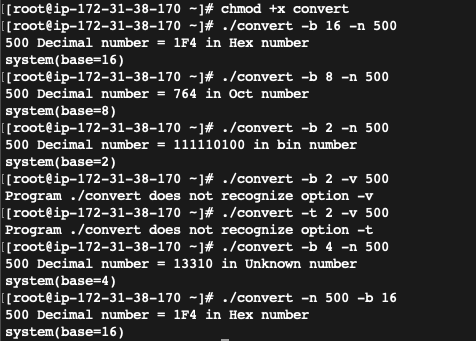 [[root@ip-172-31-38-170 ~]# chmod +x convert
[[root@ip-172-31-38-170 ~]# ./convert -b 16 -n 500
500 Decimal number = 1F4 in Hex number
system(base=16)
[[root@ip-172-31-38-170 ~]# ./convert -b 8 -n 500
500 Decimal number = 764 in Oct number
system(base=8)
[[root@ip-172-31-38-170 ~]# ./convert -b 2 -n 500
500 Decimal number = 111110100 in bin number
system(base=2)
[[root@ip-172-31-38-170 ~]# ./convert -b 2 -v 500
Program ./convert does not recognize option -v
[[root@ip-172-31-38-170 ~]# ./convert -t 2 -v 500
Program ./convert does not recognize option -t
[[root@ip-172-31-38-170 ~]# ./convert -b 4 -n 500
500 Decimal number = 13310 in Unknown number
system(base=4)
[[root@ip-172-31-38-170 ~]# ./convert -n 500 -b 16
500 Decimal number = 1F4 in Hex number
system(base=16)